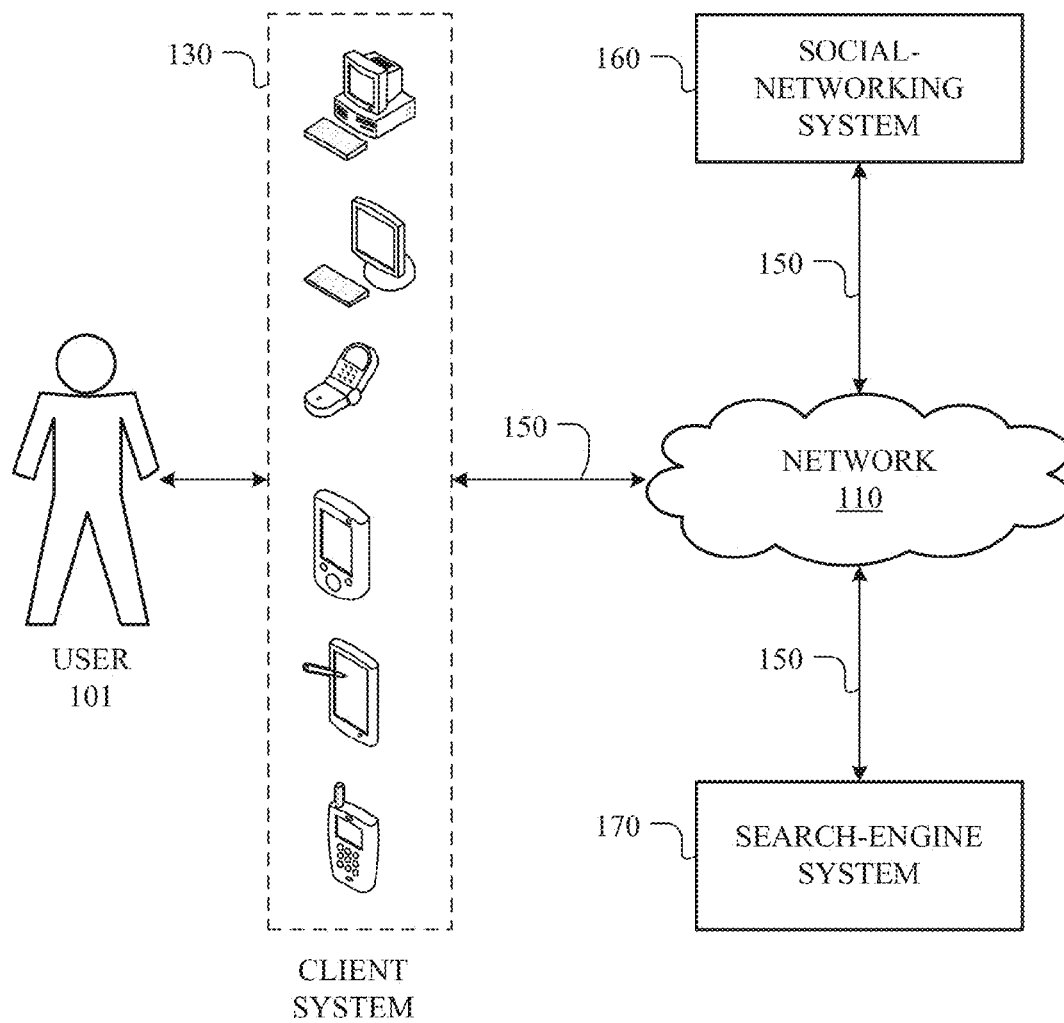 130
160
SOCIAL-
NETWORKING
SYSTEM
150
150
NETWORK
110
USER
101
150
170
SEARCH-ENGINE
SYSTEM
CLIENT
SYSTEM